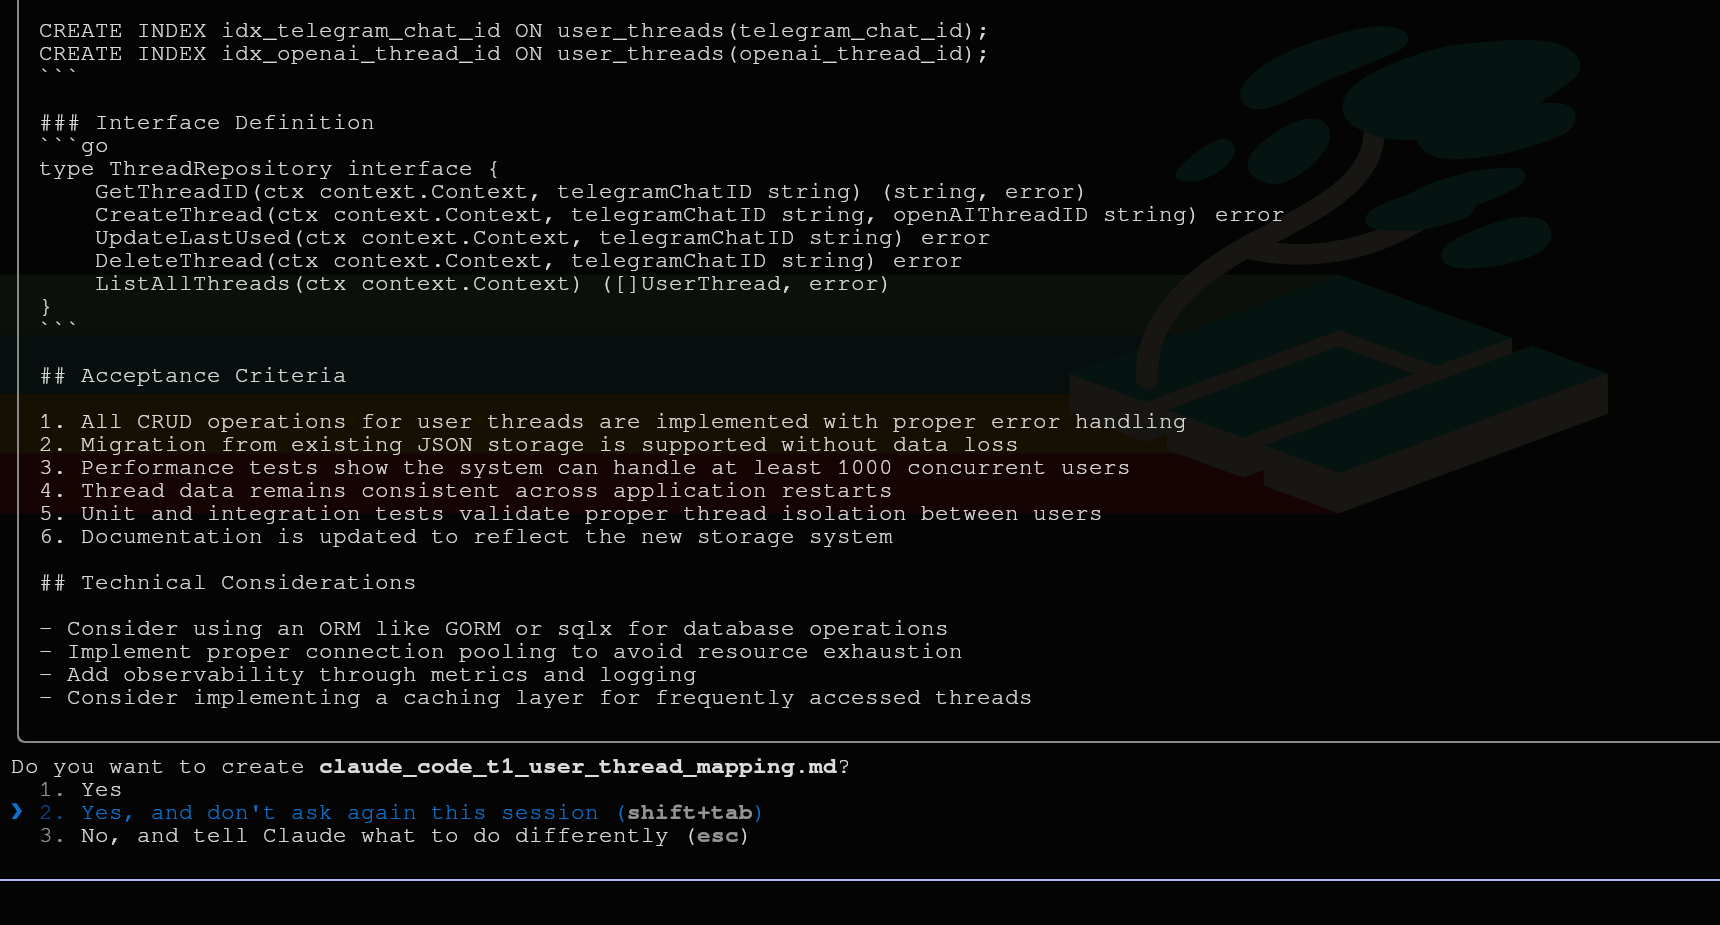 CREATE INDEX idx_telegram_chat_id ON user_threads(telegram_chat_id);
CREATE INDEX idx_openai_thread_id ON user_threads(openai_thread_id);
```
### Interface Definition
```go
type ThreadRepository interface {
    GetThreadID(ctx context.Context, telegramChatID string) (string, error)
    CreateThread(ctx context.Context, telegramChatID string, openAIThreadID string) error
    UpdateLastUsed(ctx context.Context, telegramChatID string) error
    DeleteThread(ctx context.Context, telegramChatID string) error
    ListAllThreads(ctx context.Context) ([]UserThread, error)
}
```
## Acceptance Criteria
1. All CRUD operations for user threads are implemented with proper error handling
2. Migration from existing JSON storage is supported without data loss
3. Performance tests show the system can handle at least 1000 concurrent users
4. Thread data remains consistent across application restarts
5. Unit and integration tests validate proper thread isolation between users
6. Documentation is updated to reflect the new storage system
## Technical Considerations
- Consider using an ORM like GORM or sqlx for database operations
- Implement proper connection pooling to avoid resource exhaustion
- Add observability through metrics and logging
- Consider implementing a caching layer for frequently accessed threads
Do you want to create claude_code_t1_user_thread_mapping.md?
  1. Yes
❯ 2. Yes, and don't ask again this session (shift+tab)
  3. No, and tell Claude what to do differently (esc)